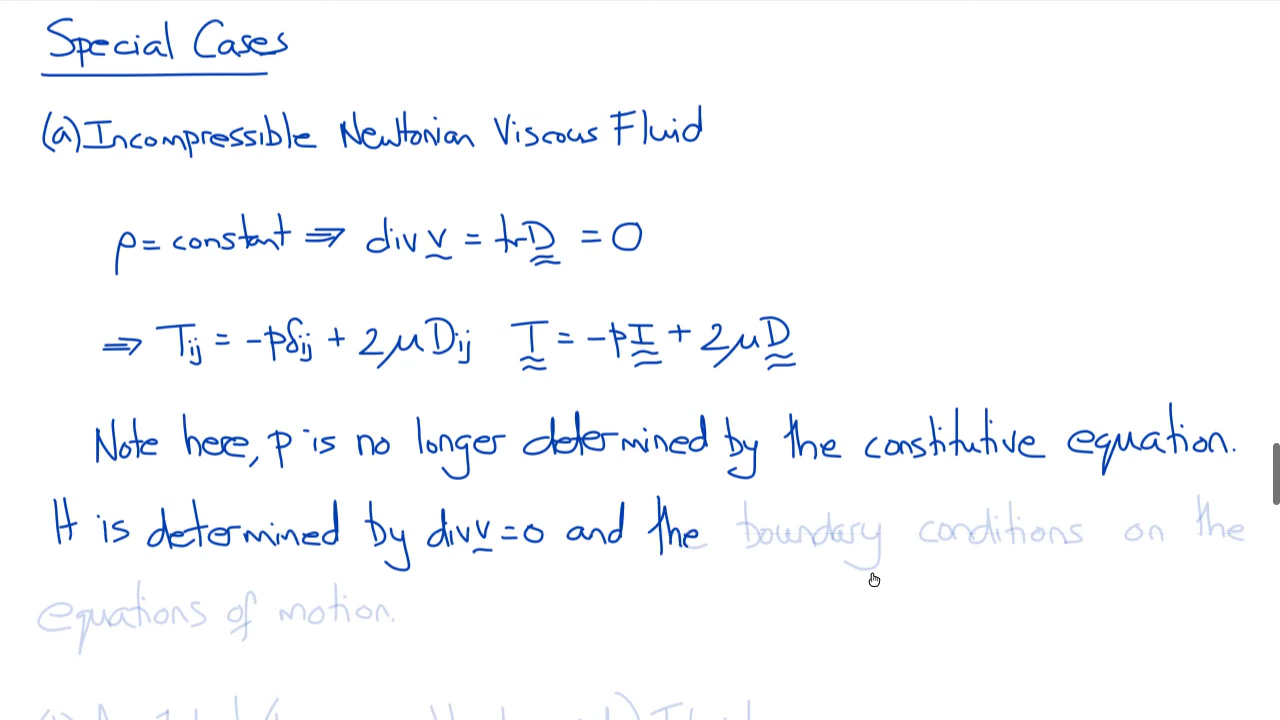 Special Cases
(a) Incompressible Newtonian Viscous Fluid
ρ = constant ⇒ div v = tr D = 0
⇒ Tij = -pδij + 2μDij T = -pI + 2μD
Note here, p is no longer determined by the constitutive equation.
It is determined by div v = 0 and the boundary conditions on the
equations of motion.
Fluid